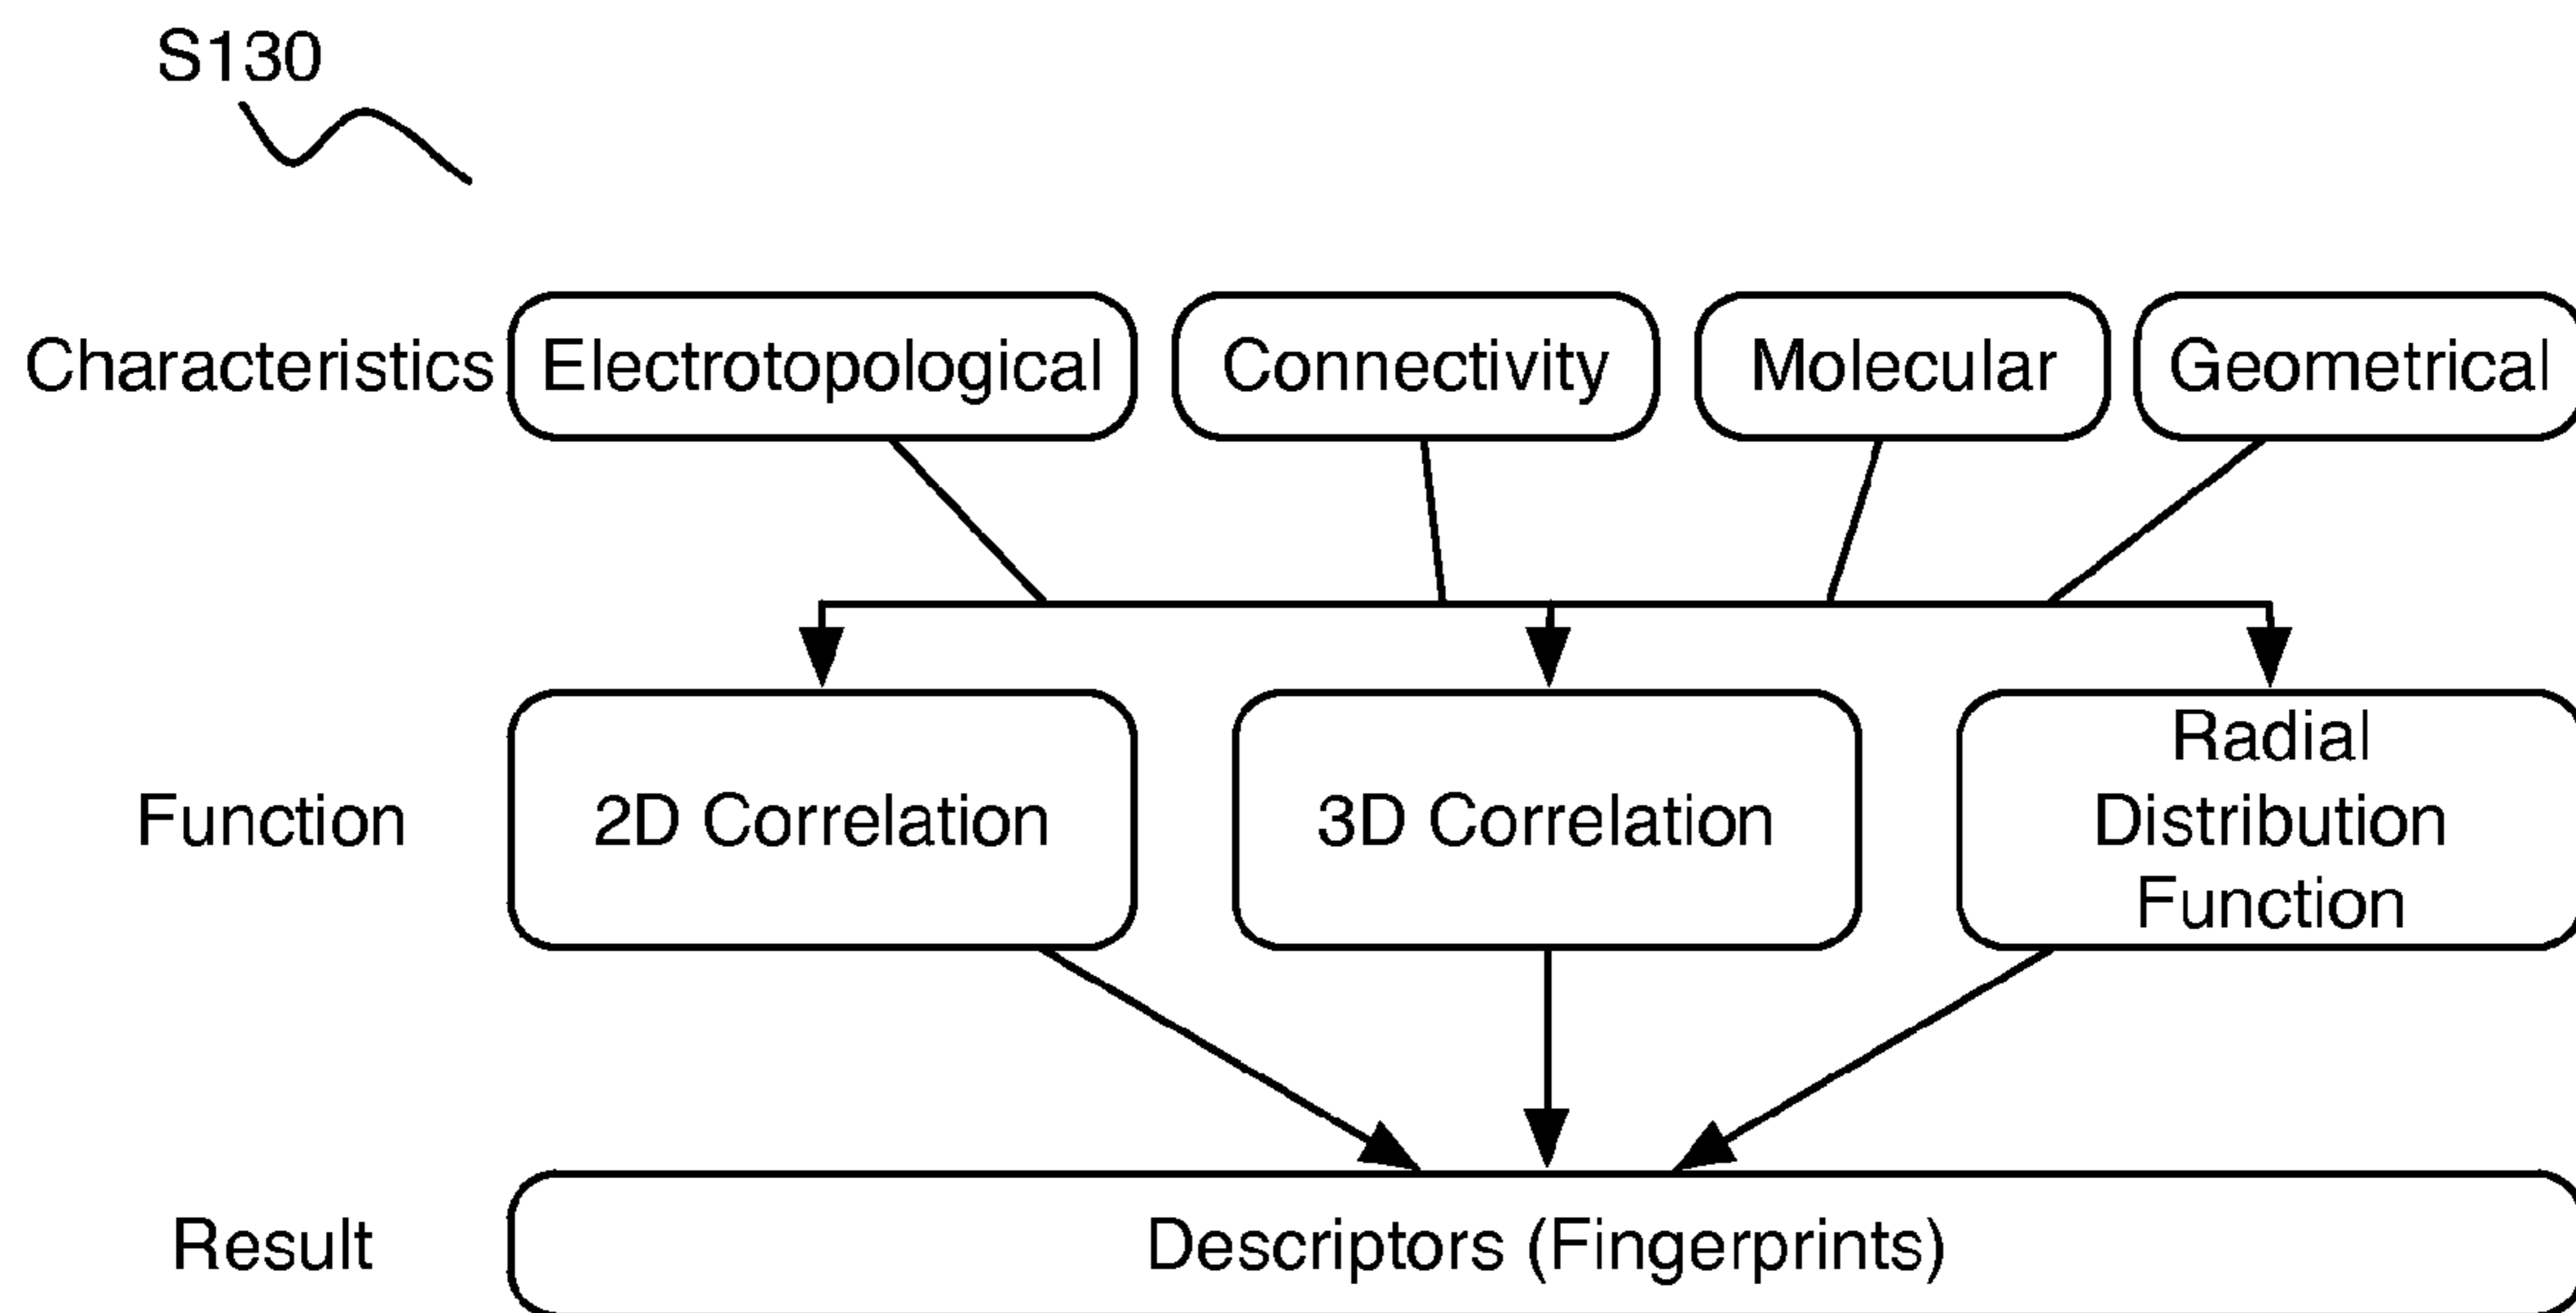 S130
Characteristics Electrotopological Connectivity Molecular Geometrical
Radial
Function 2D Correlation 3D Correlation Distribution
Function
Result Descriptors (Fingerprints)